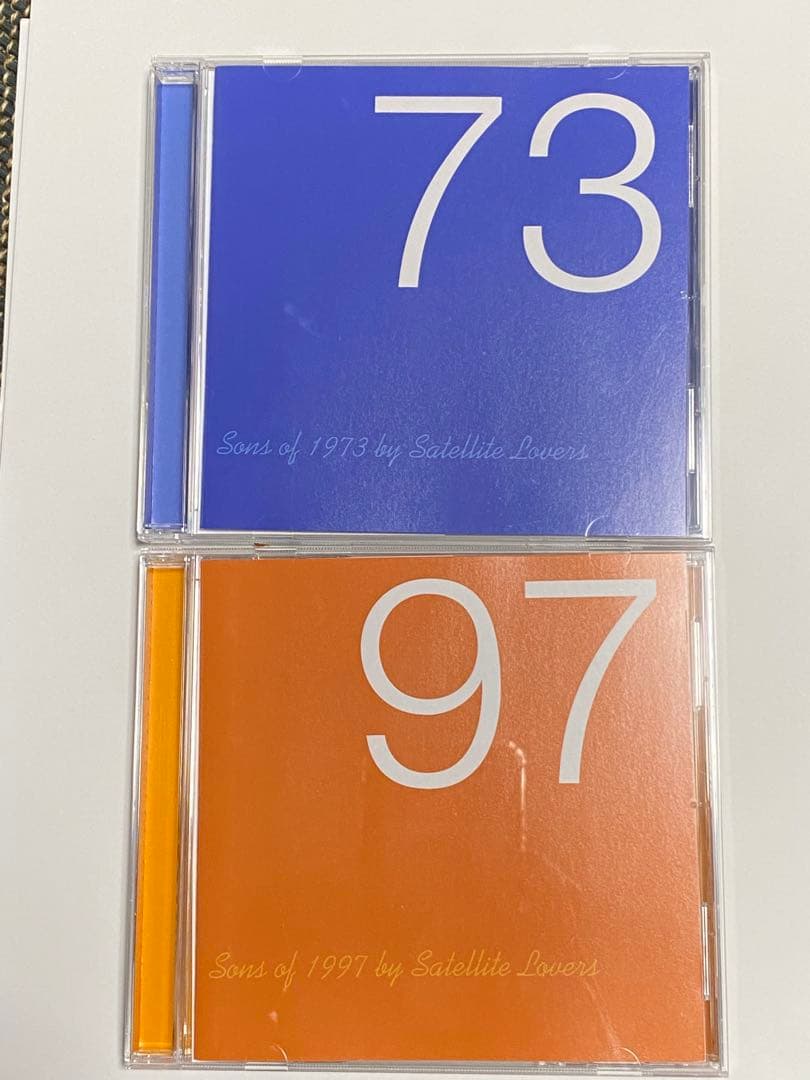 73
Sons of 1973 by Satellite Lovers
97
Sons of 1997 by Satellite Lovers